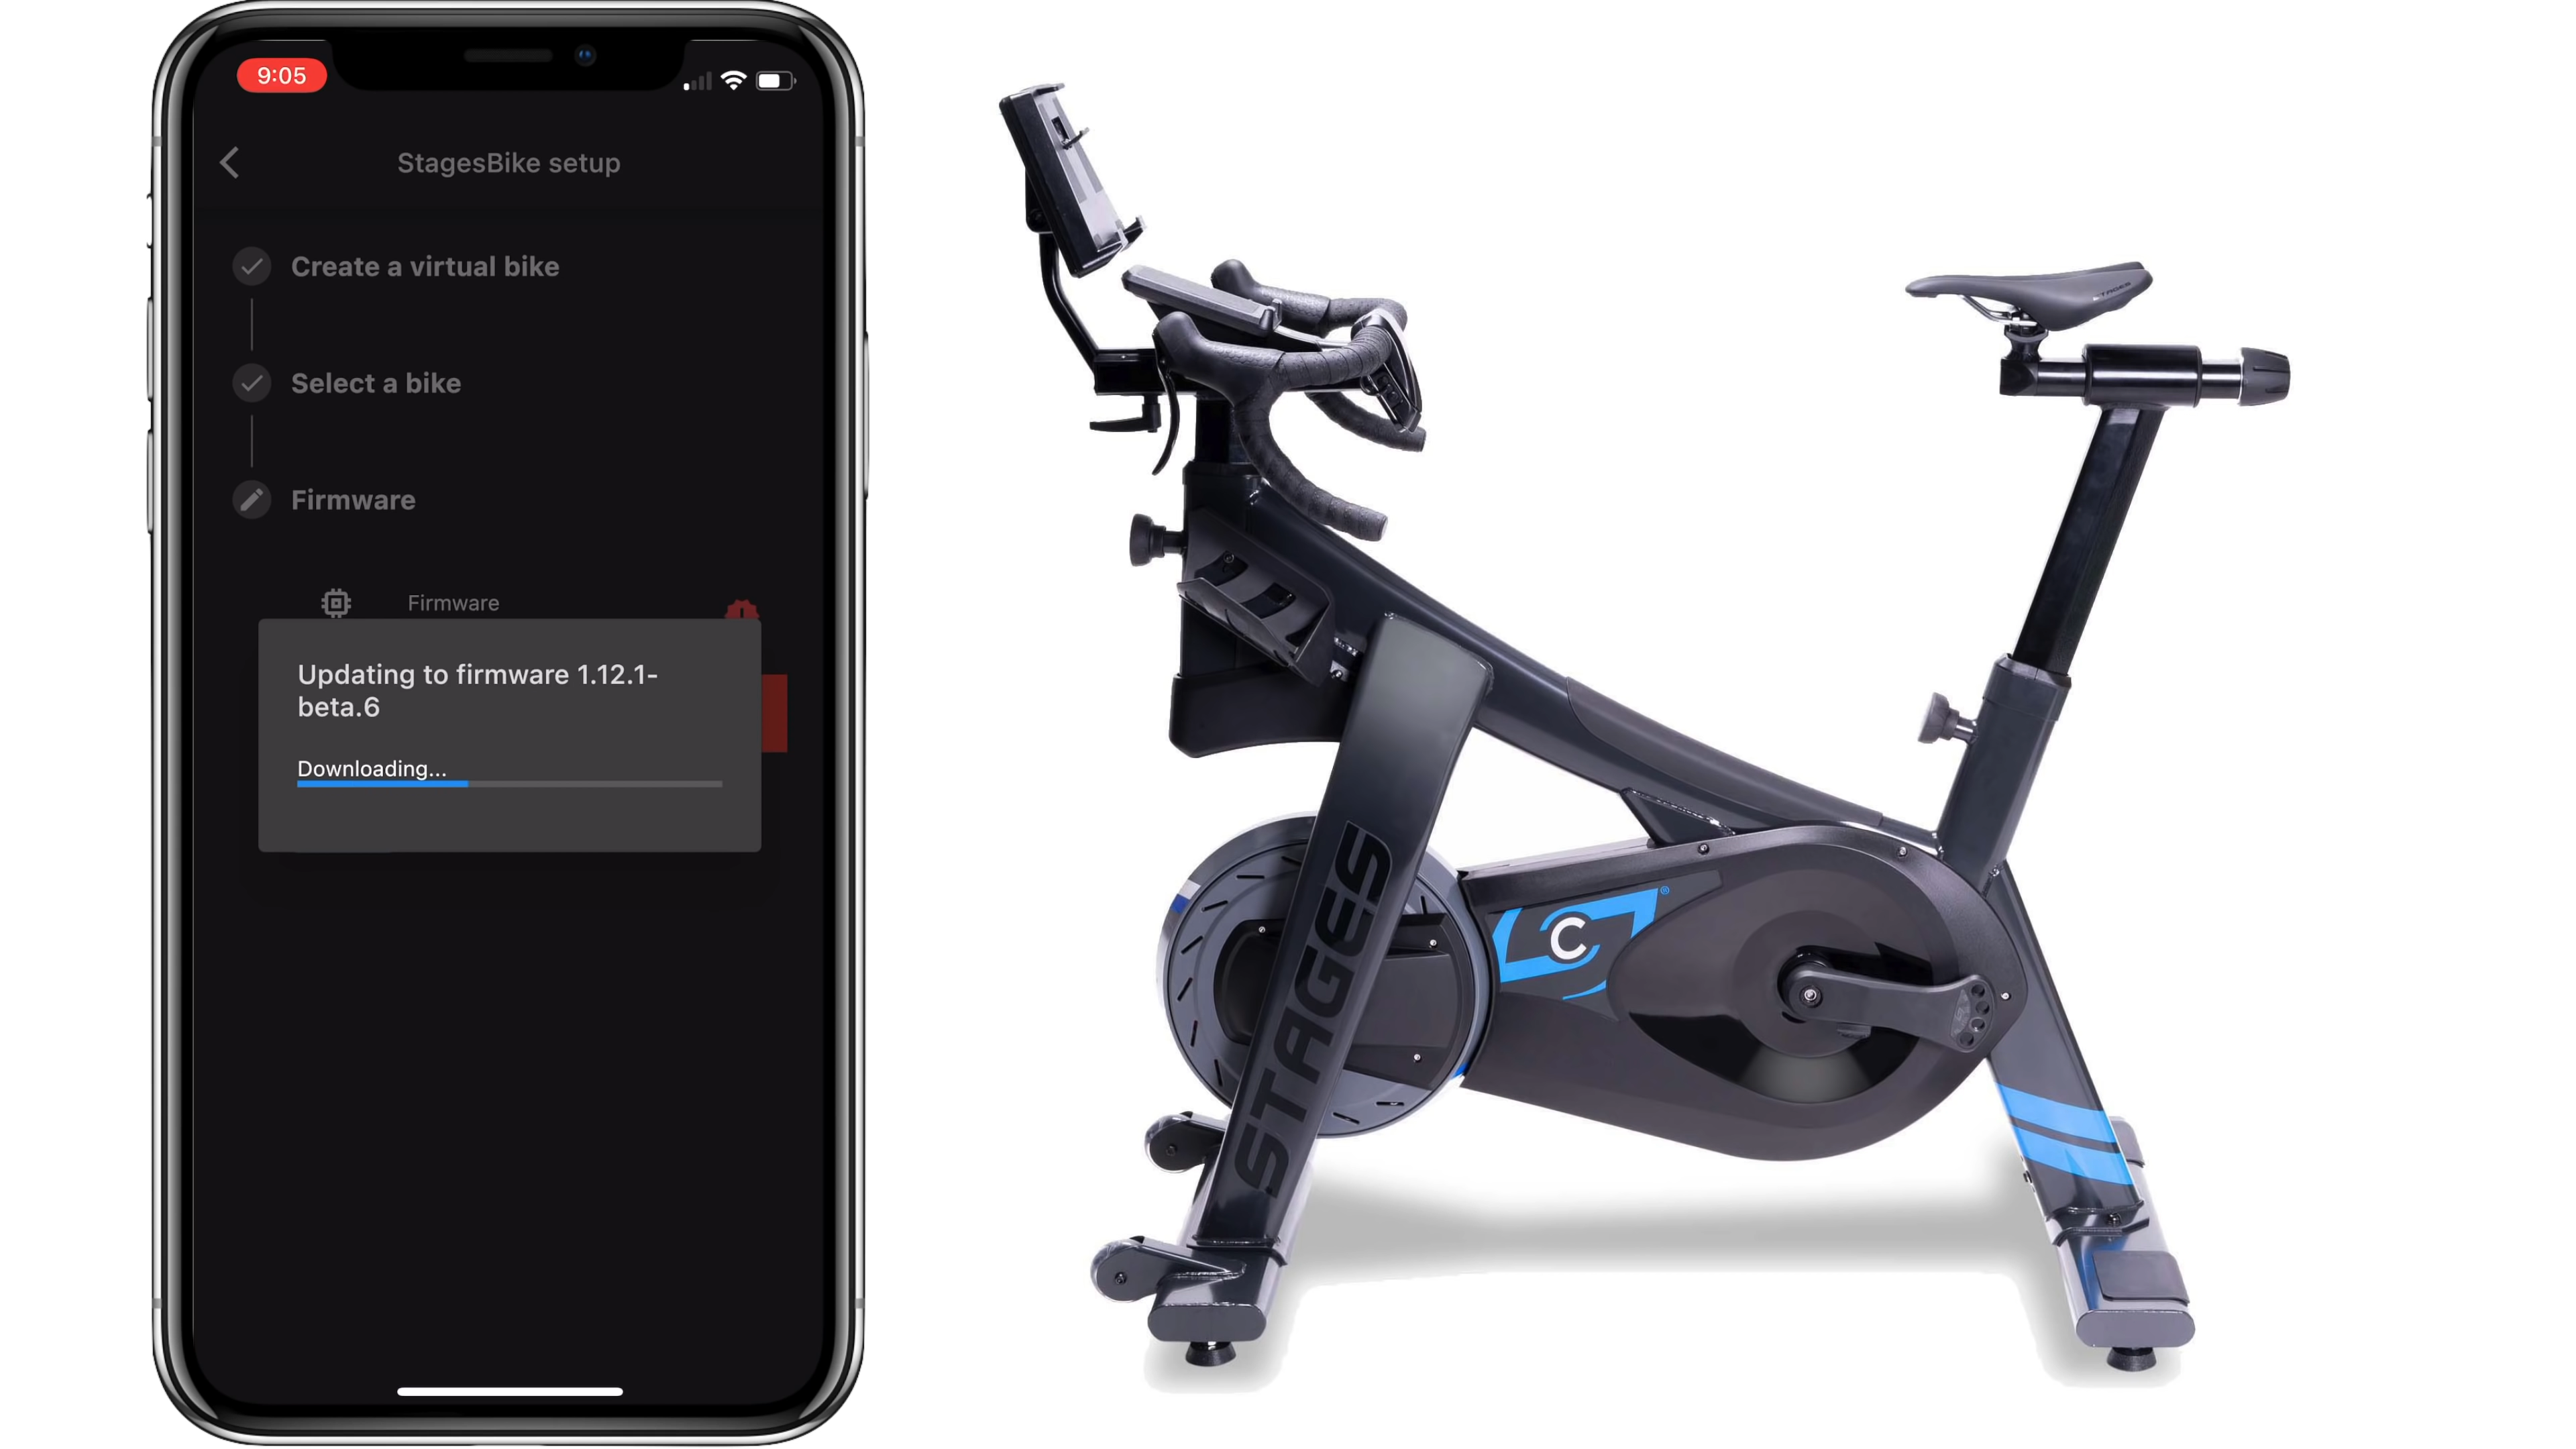 9:05
StagesBike setup
Create a virtual bike
Select a bike
Firmware
Firmware
Updating to firmware 1.12.1-
beta.6
Downloading...
STAGES
C
STAGES